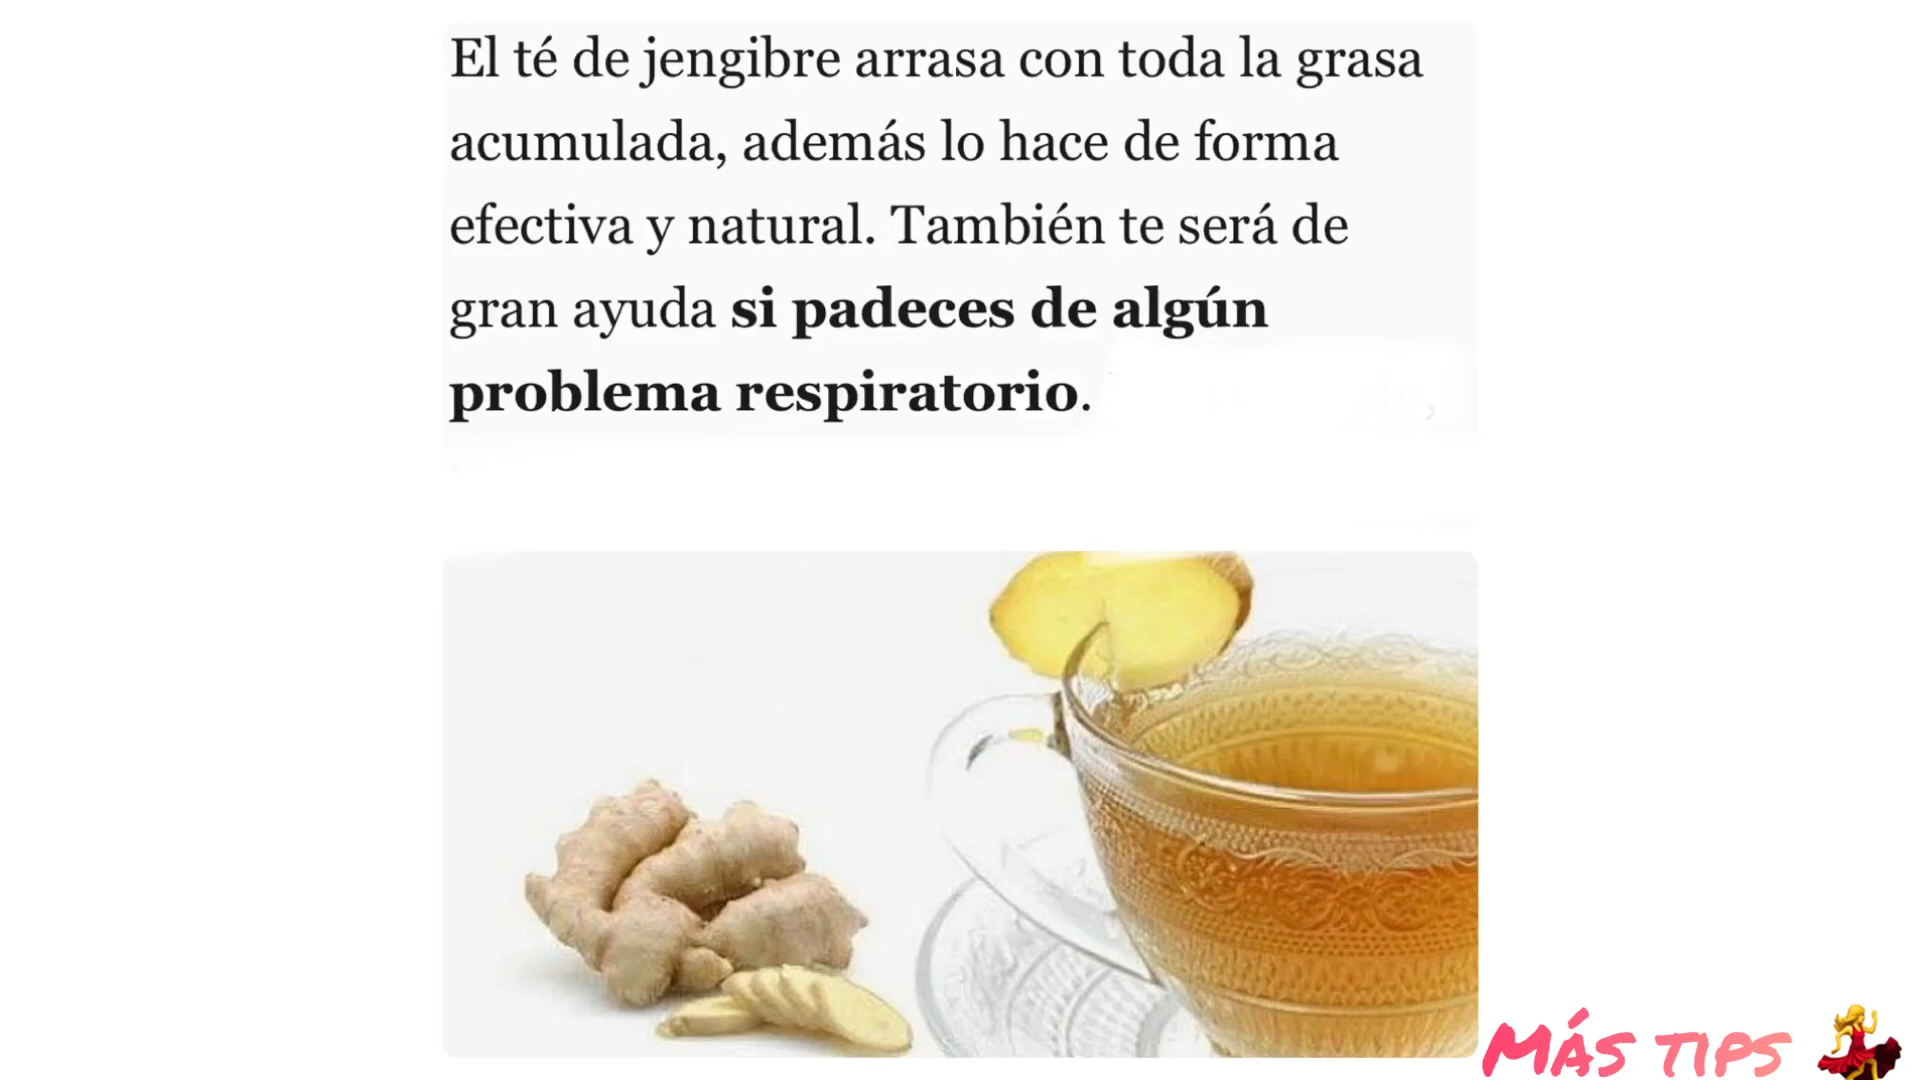 El té de jengibre arrasa con toda la grasa
acumulada, además lo hace de forma
efectiva y natural. También te será de
gran ayuda si padeces de algún
problema respiratorio.
MÁS TIPS